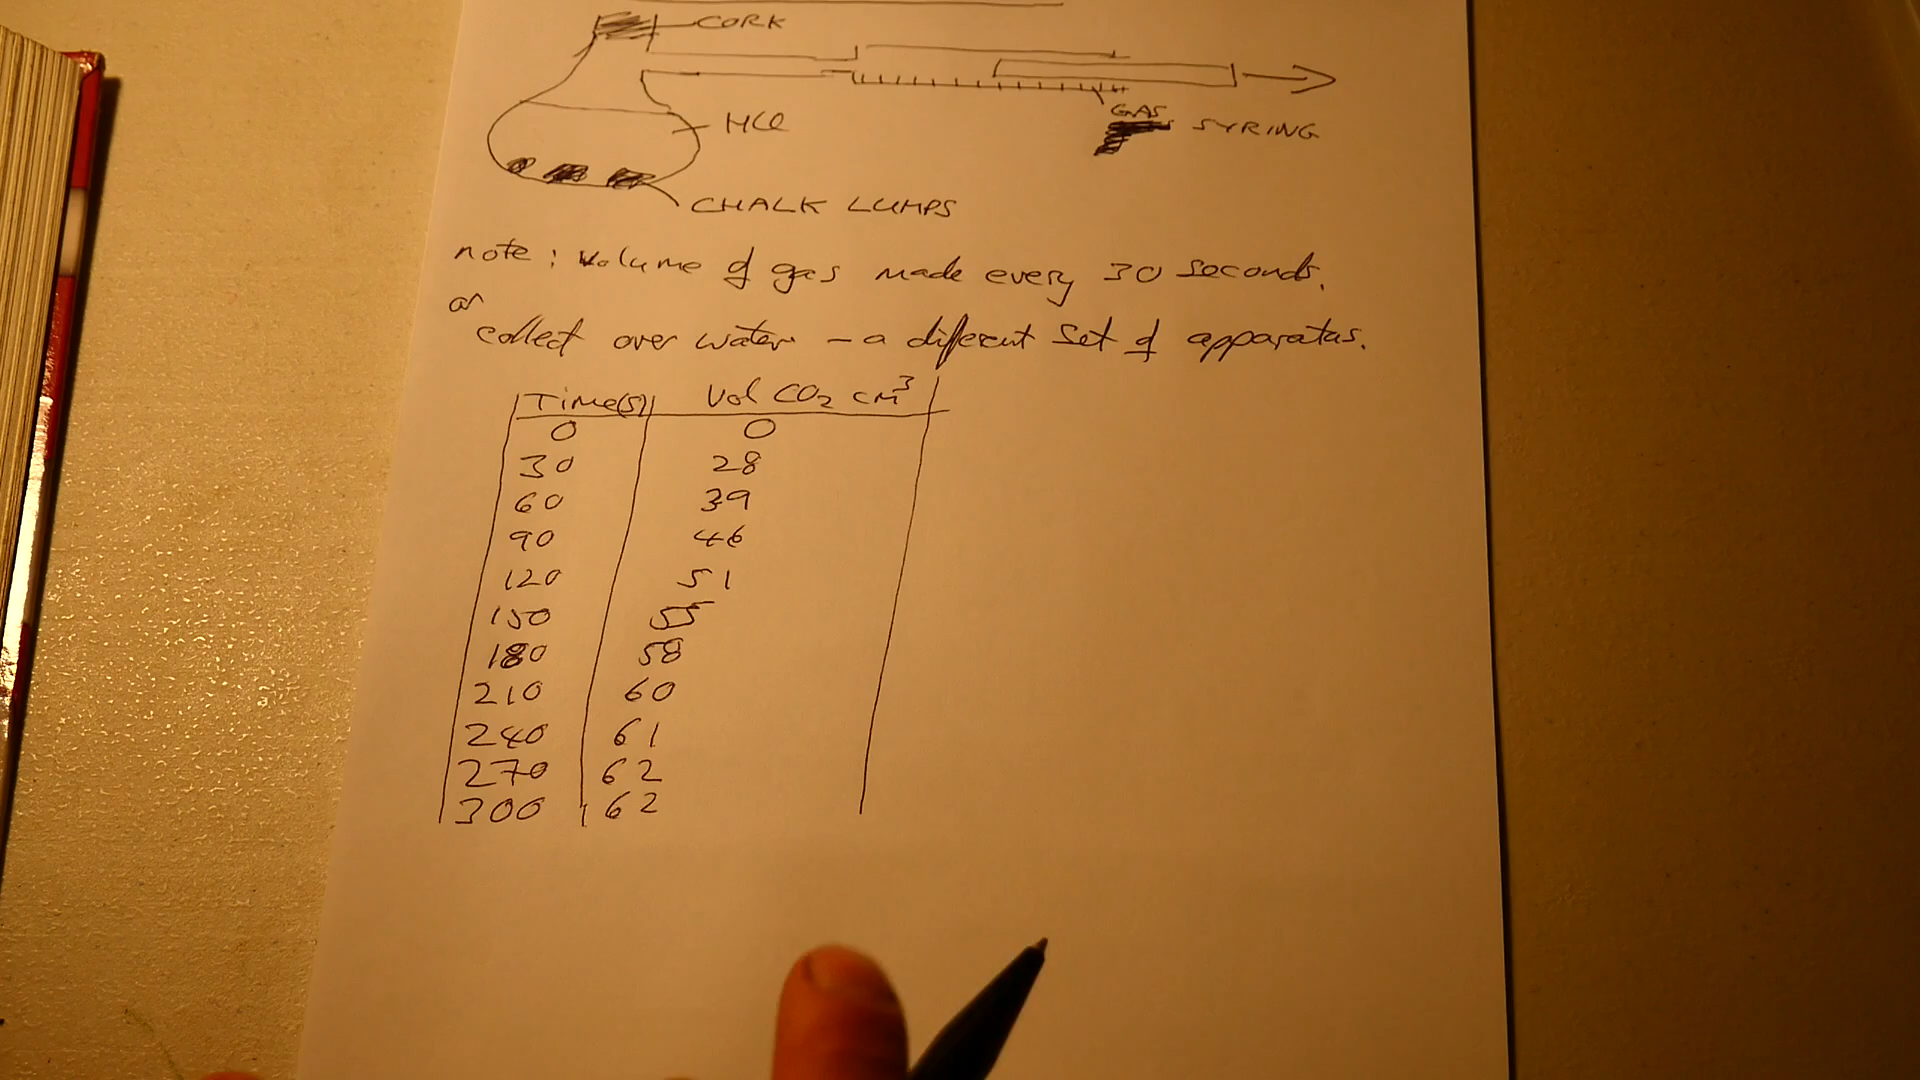 CORK
HCl
GAS
SYRING
CHALK LUMPS
note: Volume of gas made every 30 seconds.
or
collect over water - a different set of apparatus.
Time(s) Vol CO2 cm3
0 0
30 28
60 39
90 46
120 51
150 55
180 58
210 60
240 61
270 62
300 62